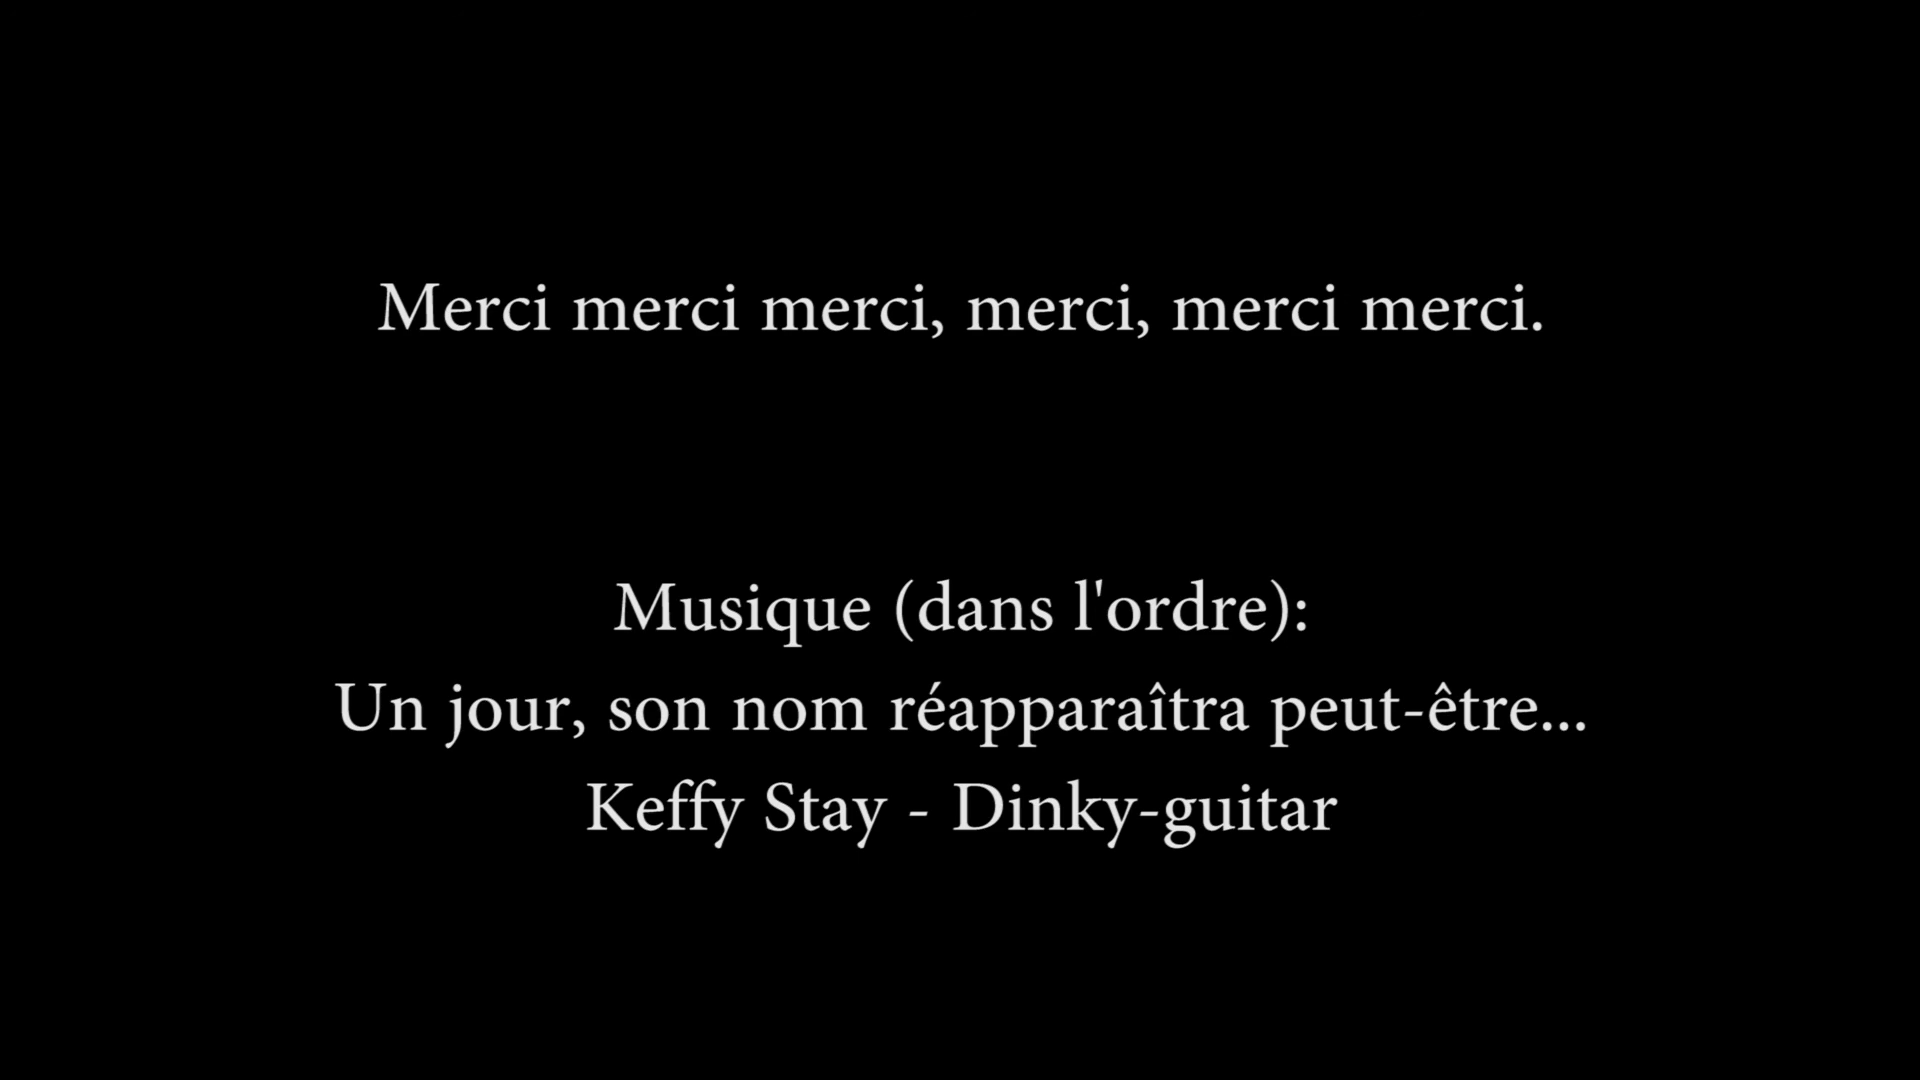 Merci merci merci, merci, merci merci.
Musique (dans l'ordre):
Un jour, son nom réapparaîtra peut-être...
Keffy Stay - Dinky-guitar